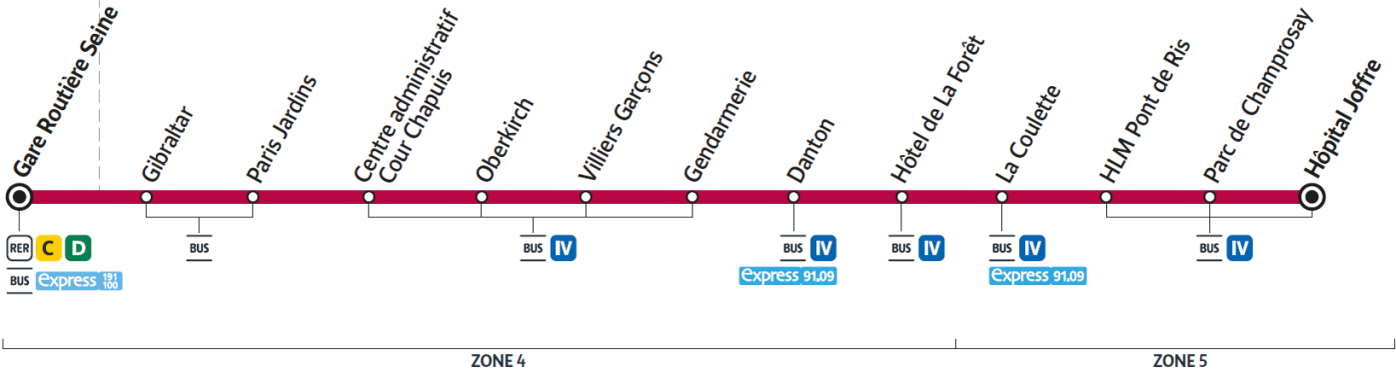 Gare Routière Seine
Gibraltar
Paris Jardins
Centre administratif
Cour Chapuis
Oberkirch
Villiers Garçons
Gendarmerie
Danton
Hôtel de La Forêt
La Coulette
HLM Pont de Ris
Parc de Champrosay
Hôpital Joffre
RER C D
BUS express 191 100
BUS
BUS IV
BUS IV
express 91.09
BUS IV
BUS IV
express 91.09
BUS IV
ZONE 4
ZONE 5